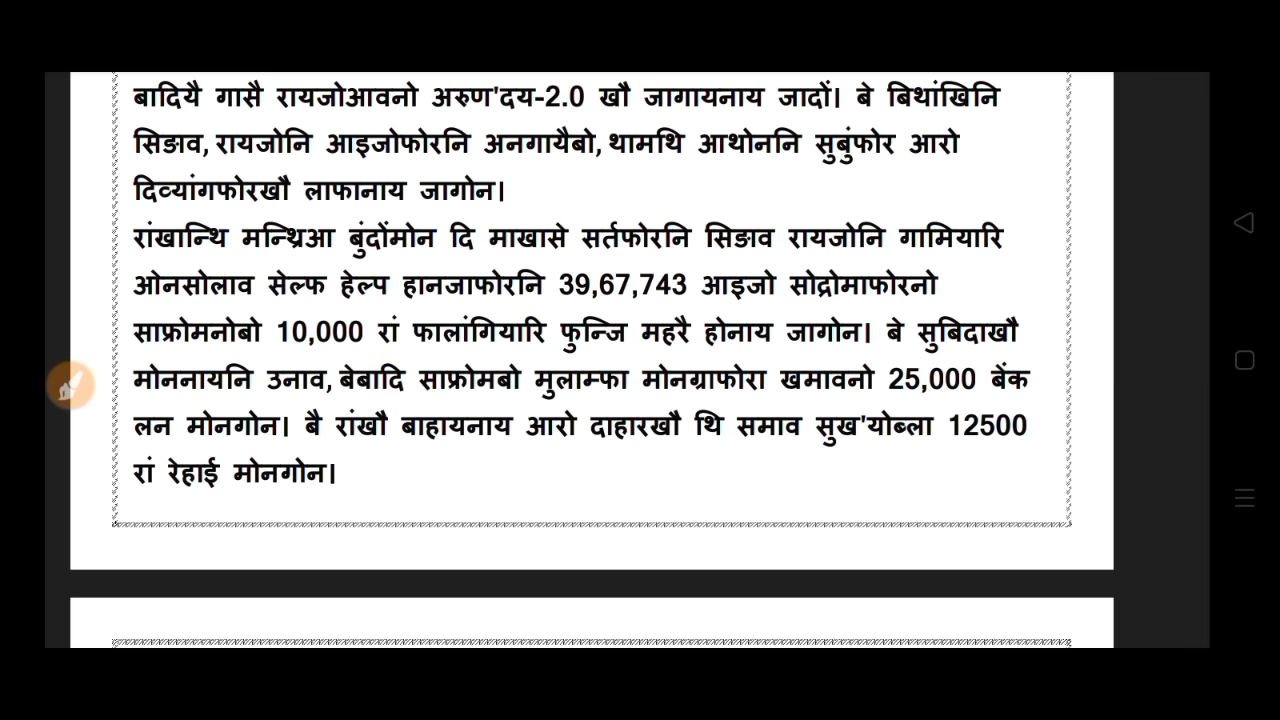 बादियै गासै रायजोआवनो अरुण'दय-2.0 खौ जागायनाय जादों। बे बिथांखिनि
सिङाव, रायजोनि आइजोफोरनि अनगायैबो, थामथि आथोननि सुबुंफोर आरो
दिव्यांगफोरखौ लाफानाय जागोन।
रांखान्थि मन्थ्रिआ बुंदोंमोन दि माखासे सर्तफोरनि सिङाव रायजोनि गामियारि
ओनसोलाव सेल्फ हेल्प हानजाफोरनि 39,67,743 आइजो सोद्रोमाफोरनो
साफ्रोमनोबो 10,000 रां फालांगियारि फुन्जि महरै होनाय जागोन। बे सुबिदाखौ
मोननायनि उनाव, बेबादि साफ्रोमबो मुलाम्फा मोनग्राफोरा खमावनो 25,000 बेंक
लन मोनगोन। बै रांखौ बाहायनाय आरो दाहारखौ थि समाव सुख'योब्ला 12500
रां रेहाई मोनगोन।